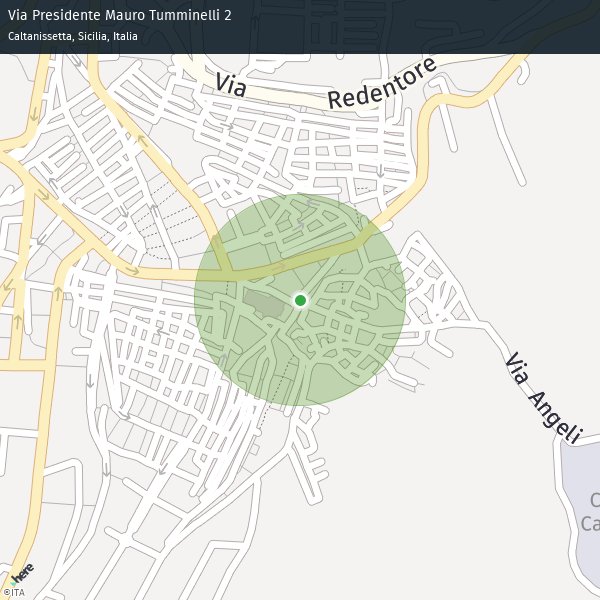 Via Presidente Mauro Tumminelli 2
Caltanissetta, Sicilia, Italia
Via Redentore
Via Angeli
C
Ca
here
©ITA